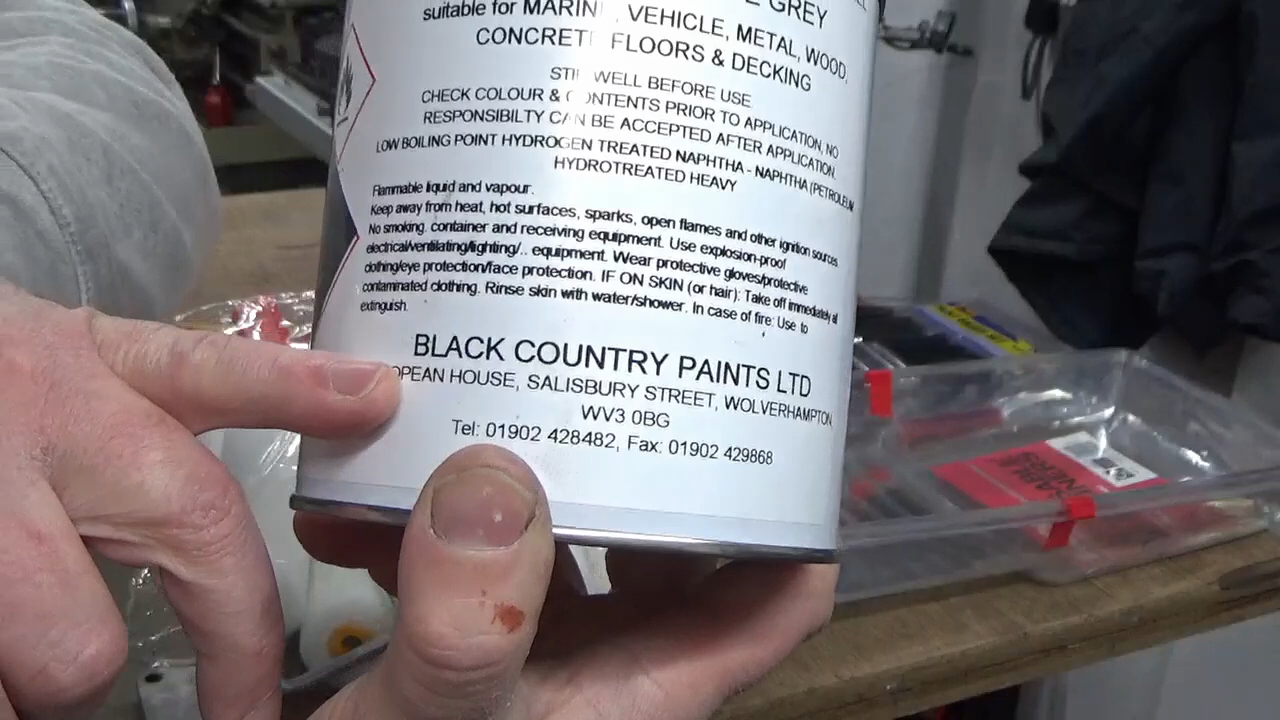 GREY
suitable for MARIN , VEHICLE, METAL, WOOD,
CONCRET FLOORS & DECKING
STI WELL BEFORE USE
CHECK COLOUR & C ONTENTS PRIOR TO APPLICATION. NO
RESPONSIBILTY CAN BE ACCEPTED AFTER APPLICATION.
LOW BOILING POINT HYDROGEN TREATED NAPHTHA - NAPHTHA (PETROLEUM
HYDROTREATED HEAVY
Flammable liquid and vapour.
Keep away from heat, hot surfaces, sparks, open flames and other ignition sources.
No smoking. container and receiving equipment. Use explosion-proof
electrical/ventilating/lighting/.. equipment. Wear protective gloves/protective
clothing/eye protection/face protection. IF ON SKIN (or hair): Take off immediately all
contaminated clothing. Rinse skin with water/shower. In case of fire: Use to
extinguish.
BLACK COUNTRY PAINTS LTD
OPEAN HOUSE, SALISBURY STREET, WOLVERHAMPTON,
WV3 0BG
Tel: 01902 428482, Fax: 01902 429868